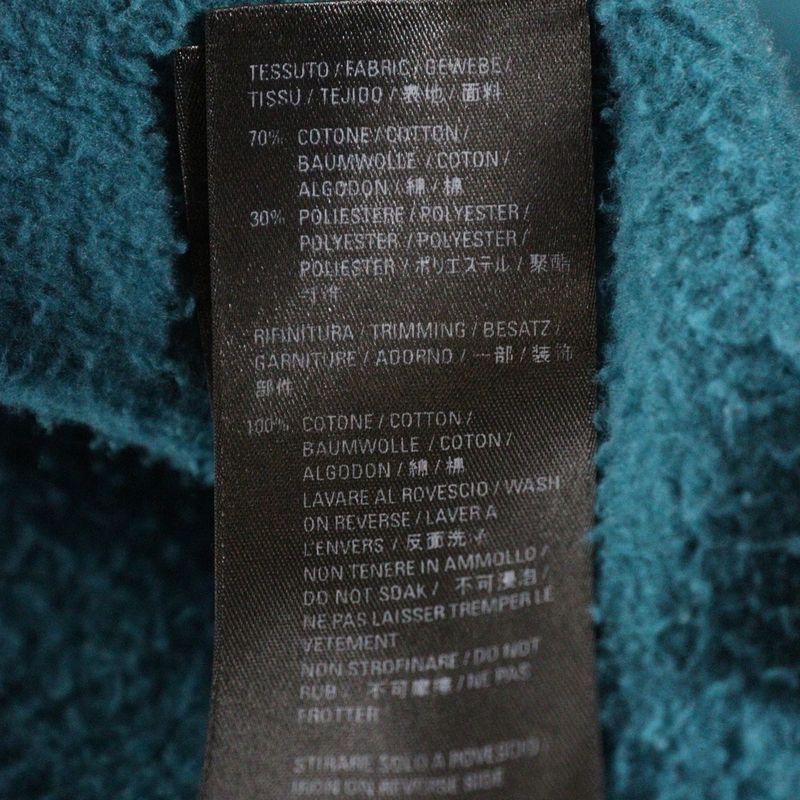 TESSUTO / FABRIC / GEWEBE /
TISSU / TEJIDO / 表地 / 面料
70% COTONE / COTTON /
BAUMWOLLE / COTON /
ALGODON / 綿 / 棉
30% POLIESTERE / POLYESTER /
POLYESTER / POLYESTER /
POLIESTER / ポリエステル / 聚酯
纤维
RIFINITURA / TRIMMING / BESATZ /
GARNITURE / ADORNO / 一部 / 装饰
部件
100% COTONE / COTTON /
BAUMWOLLE / COTON /
ALGODON / 綿 / 棉
LAVARE AL ROVESCIO / WASH
ON REVERSE / LAVER A
L'ENVERS / 反面洗涤
NON TENERE IN AMMOLLO /
DO NOT SOAK / 不可浸泡 /
NE PAS LAISSER TREMPER LE
VETEMENT
NON STROFINARE / DO NOT
RUB / 不可摩擦 / NE PAS
FROTTER
STIRARE SOLO A ROVESCIO /
IRON ON REVERSE SIDE